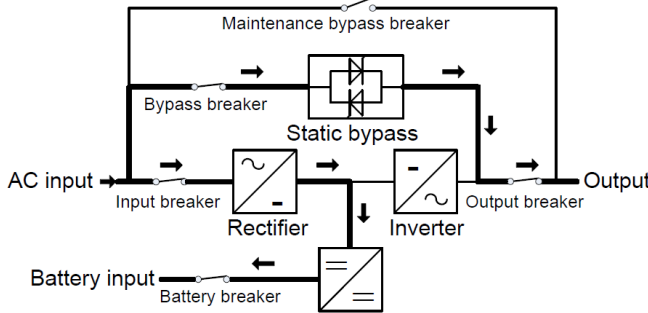 Maintenance bypass breaker
Bypass breaker
Static bypass
AC input
Input breaker
Rectifier
Inverter
Output breaker
Output
Battery input
Battery breaker